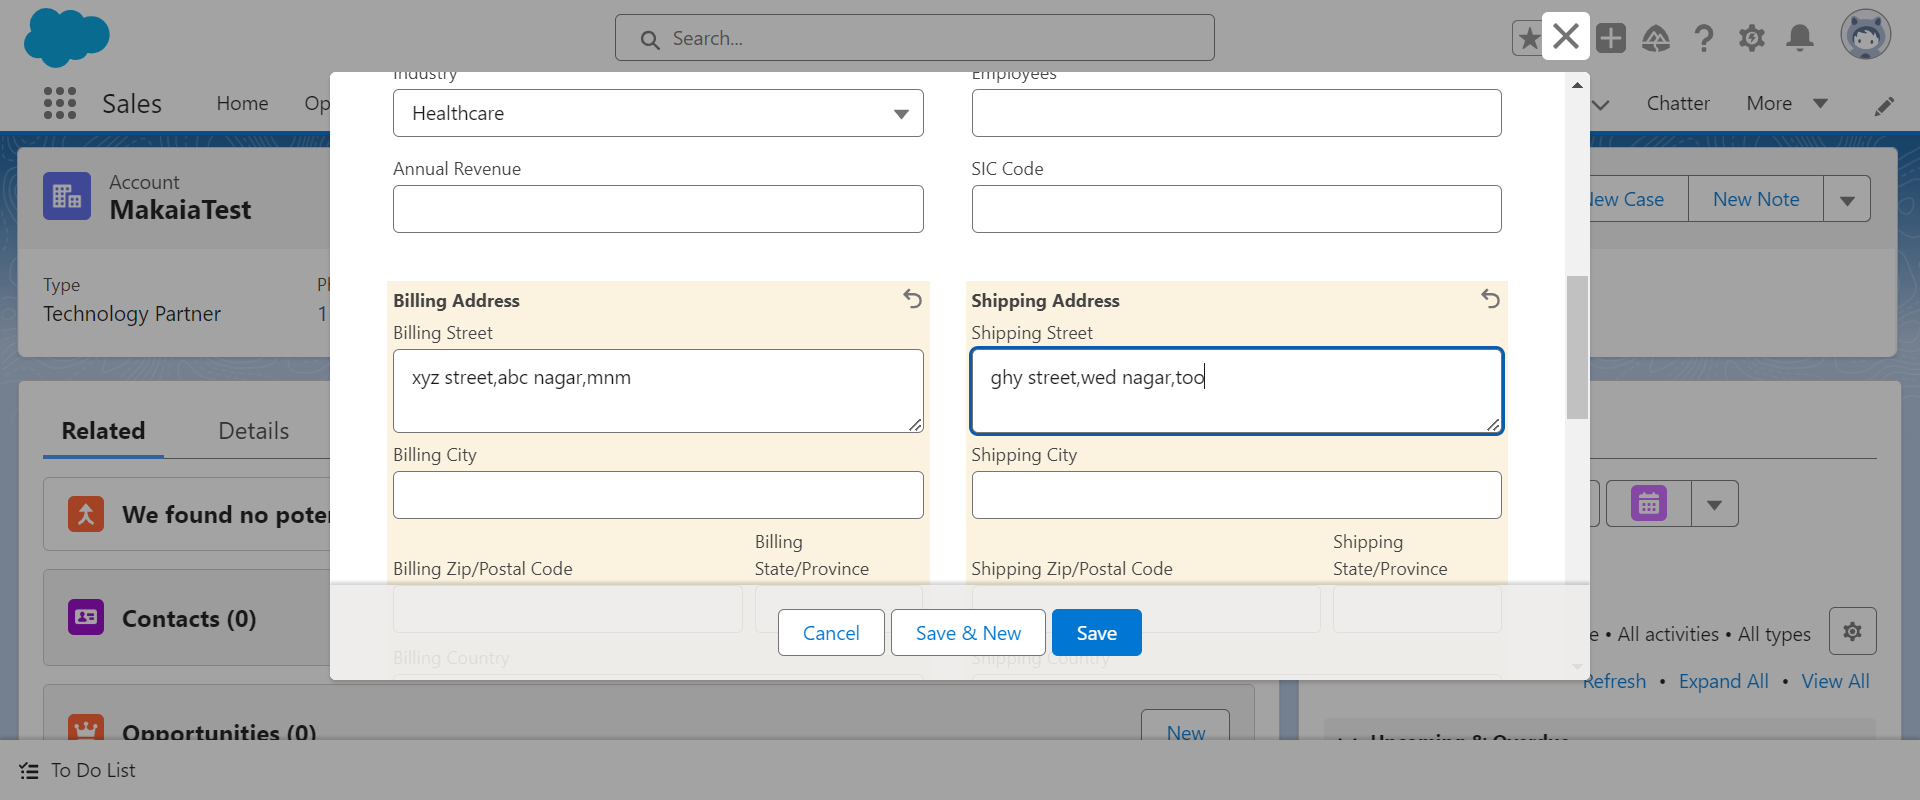 Search...
Sales
Home
Op
Chatter
More
Industry
Employees
Healthcare
Annual Revenue
SIC Code
Account
MakaiaTest
New Case
New Note
Type
Technology Partner
1
Billing Address
Shipping Address
Billing Street
Shipping Street
xyz street,abc nagar,mnm
ghy street,wed nagar,too
Related
Details
Billing City
Shipping City
We found no poter
Billing Zip/Postal Code
Billing
State/Province
Shipping Zip/Postal Code
Shipping
State/Province
Contacts (0)
Cancel
Save & New
Save
Billing Country
Shipping Country
e • All activities • All types
Refresh • Expand All • View All
Opportunities (0)
New
Upcoming & Overdue
To Do List